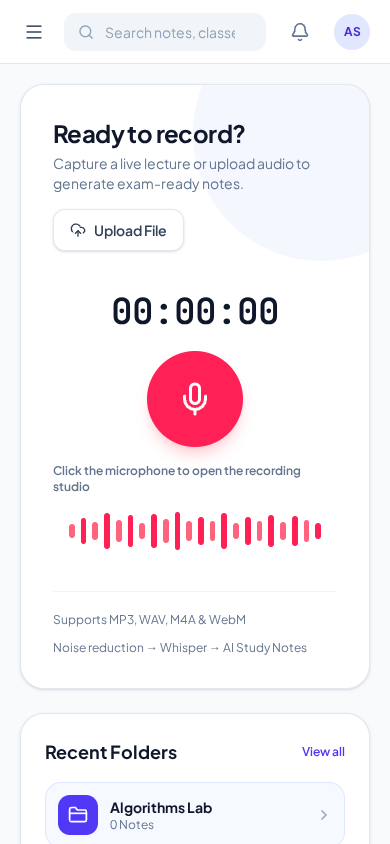 Search notes, classe
AS
Ready to record?
Capture a live lecture or upload audio to
generate exam-ready notes.
Upload File
00:00:00
Click the microphone to open the recording
studio
Supports MP3, WAV, M4A & WebM
Noise reduction → Whisper → AI Study Notes
Recent Folders
View all
Algorithms Lab
0 Notes